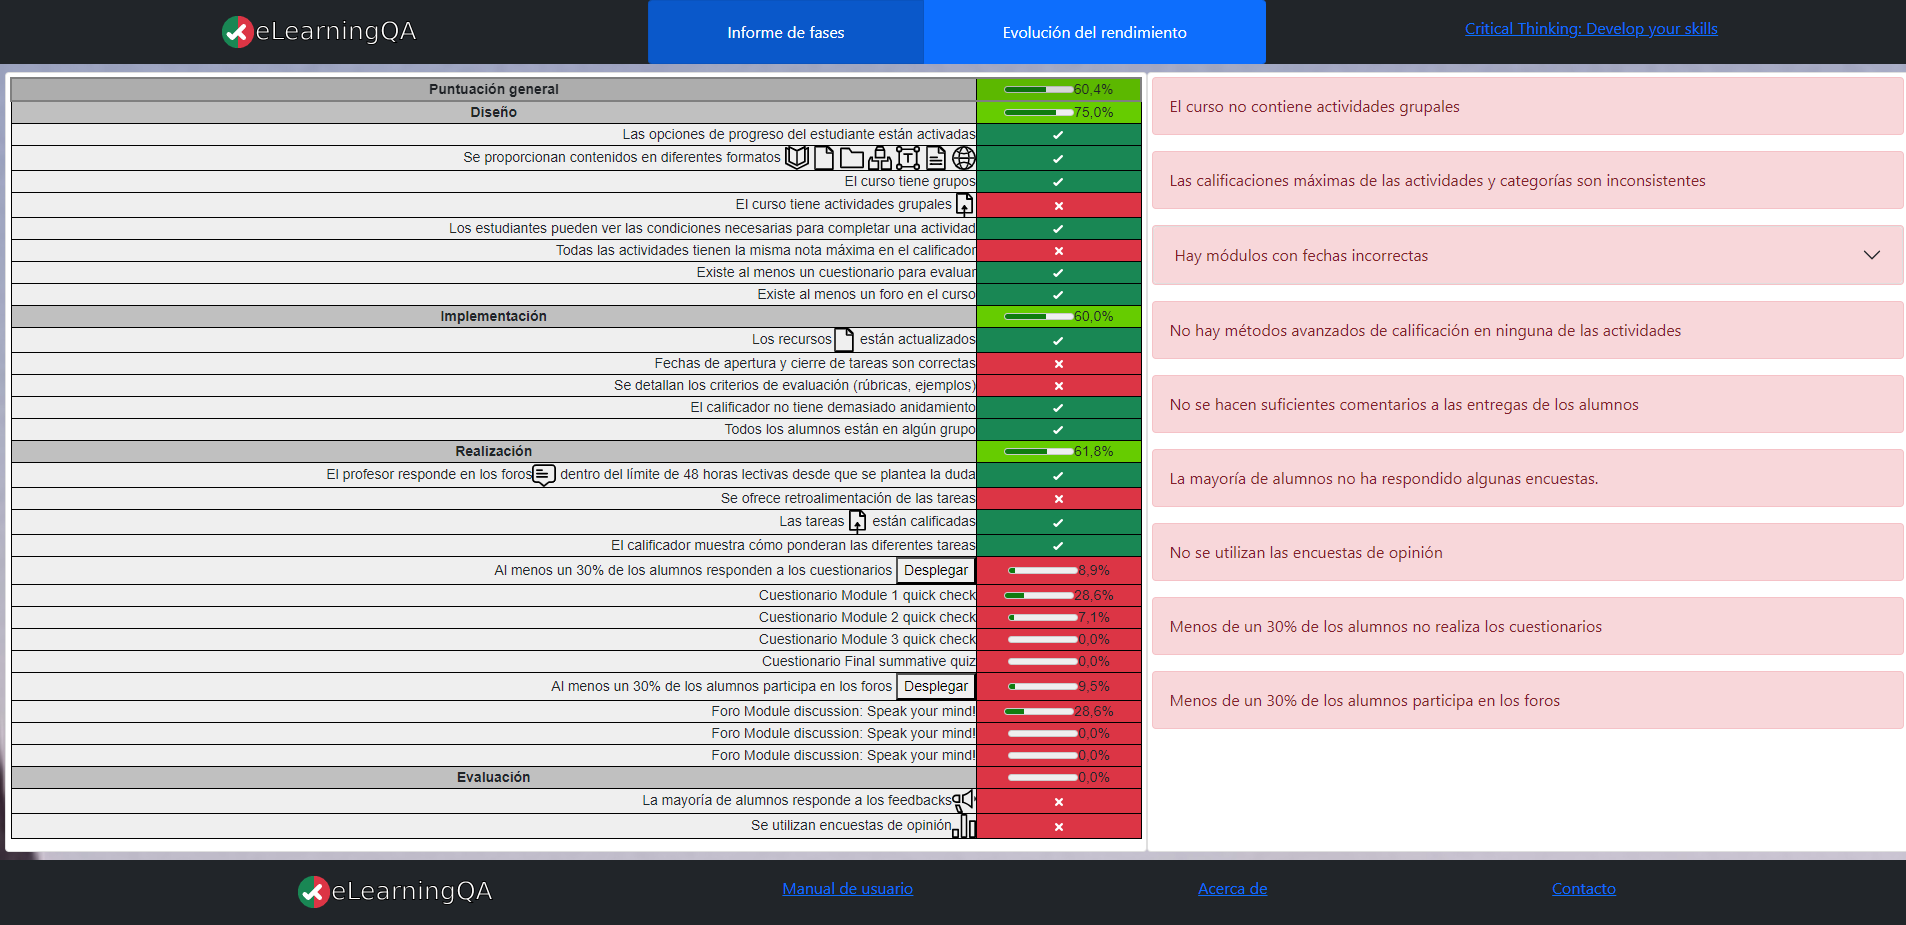 eLearningQA
Informe de fases
Evolución del rendimiento
Critical Thinking: Develop your skills
Puntuación general 60,4%
Diseño 75,0%
Las opciones de progreso del estudiante están activadas
Se proporcionan contenidos en diferentes formatos
El curso tiene grupos
El curso tiene actividades grupales
Los estudiantes pueden ver las condiciones necesarias para completar una actividad
Todas las actividades tienen la misma nota máxima en el calificador
Existe al menos un cuestionario para evaluar
Existe al menos un foro en el curso
Implementación 60,0%
Los recursos están actualizados
Fechas de apertura y cierre de tareas son correctas
Se detallan los criterios de evaluación (rúbricas, ejemplos)
El calificador no tiene demasiado anidamiento
Todos los alumnos están en algún grupo
Realización 61,8%
El profesor responde en los foros dentro del límite de 48 horas lectivas desde que se plantea la duda
Se ofrece retroalimentación de las tareas
Las tareas están calificadas
El calificador muestra cómo ponderan las diferentes tareas
Al menos un 30% de los alumnos responden a los cuestionarios Desplegar 8,9%
Cuestionario Module 1 quick check 28,6%
Cuestionario Module 2 quick check 7,1%
Cuestionario Module 3 quick check 0,0%
Cuestionario Final summative quiz 0,0%
Al menos un 30% de los alumnos participa en los foros Desplegar 9,5%
Foro Module discussion: Speak your mind! 28,6%
Foro Module discussion: Speak your mind! 0,0%
Foro Module discussion: Speak your mind! 0,0%
Evaluación 0,0%
La mayoría de alumnos responde a los feedbacks
Se utilizan encuestas de opinión
El curso no contiene actividades grupales
Las calificaciones máximas de las actividades y categorías son inconsistentes
Hay módulos con fechas incorrectas
No hay métodos avanzados de calificación en ninguna de las actividades
No se hacen suficientes comentarios a las entregas de los alumnos
La mayoría de alumnos no ha respondido algunas encuestas.
No se utilizan las encuestas de opinión
Menos de un 30% de los alumnos no realiza los cuestionarios
Menos de un 30% de los alumnos participa en los foros
eLearningQA
Manual de usuario
Acerca de
Contacto